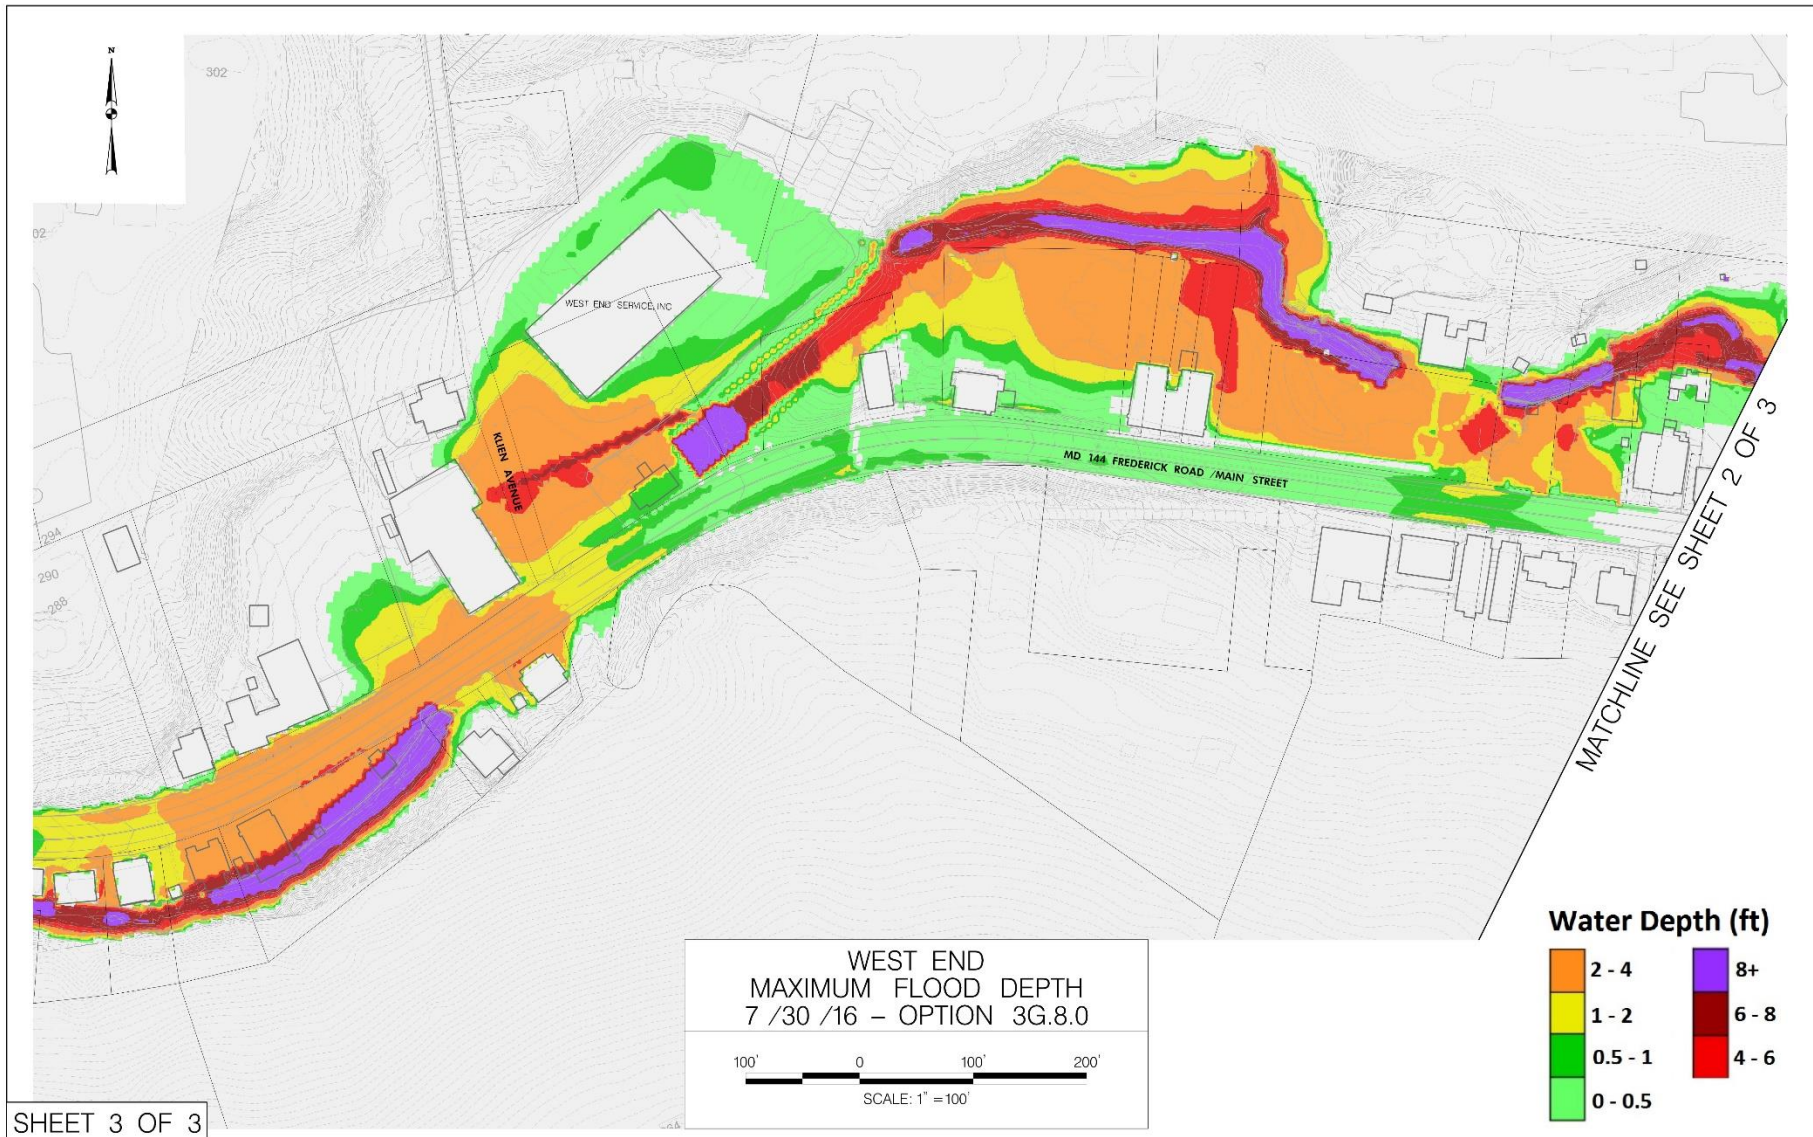 N
302
02
WEST END SERVICE, INC
KLIEN AVENUE
MD 144 FREDERICK ROAD /MAIN STREET
294
290
288
MATCHLINE SEE SHEET 2 OF 3
WEST END
MAXIMUM FLOOD DEPTH
7 /30 /16 – OPTION 3G.8.0
100' 0 100' 200'
SCALE: 1" =100'
Water Depth (ft)
2 - 4 8+
1 - 2 6 - 8
0.5 - 1 4 - 6
0 - 0.5
SHEET 3 OF 3